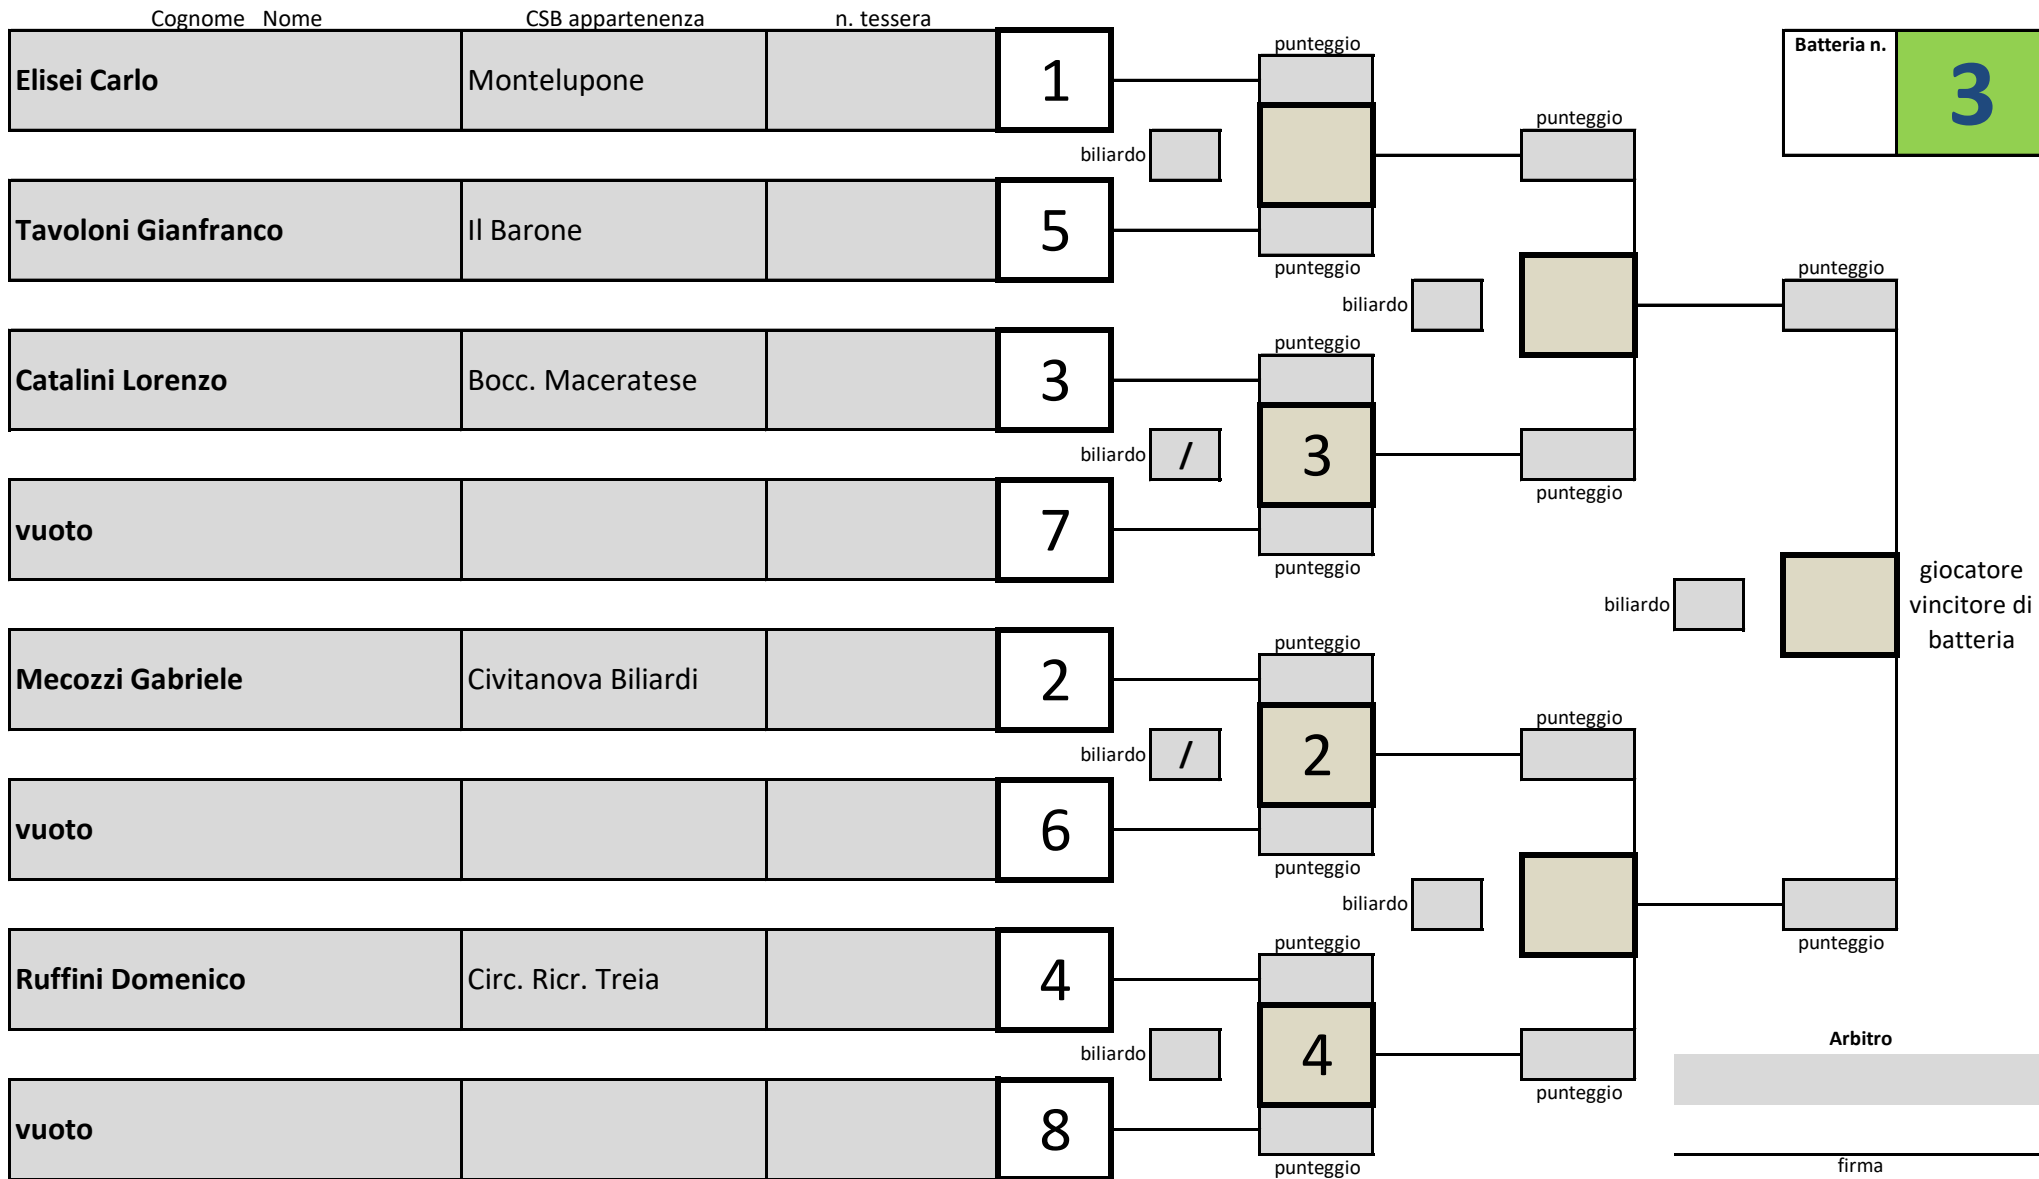 Cognome Nome CSB appartenenza n. tessera
punteggio
Batteria n. 3
Elisei Carlo Montelupone 1
punteggio
biliardo
Tavoloni Gianfranco Il Barone 5
punteggio
punteggio
biliardo
punteggio
Catalini Lorenzo Bocc. Maceratese 3
biliardo / 3
punteggio
vuoto 7
punteggio
giocatore
vincitore di
batteria
biliardo
punteggio
Mecozzi Gabriele Civitanova Biliardi 2
punteggio
biliardo / 2
vuoto 6
punteggio
biliardo
punteggio
punteggio
Ruffini Domenico Circ. Ricr. Treia 4
Arbitro
biliardo 4
punteggio
vuoto 8
punteggio
firma